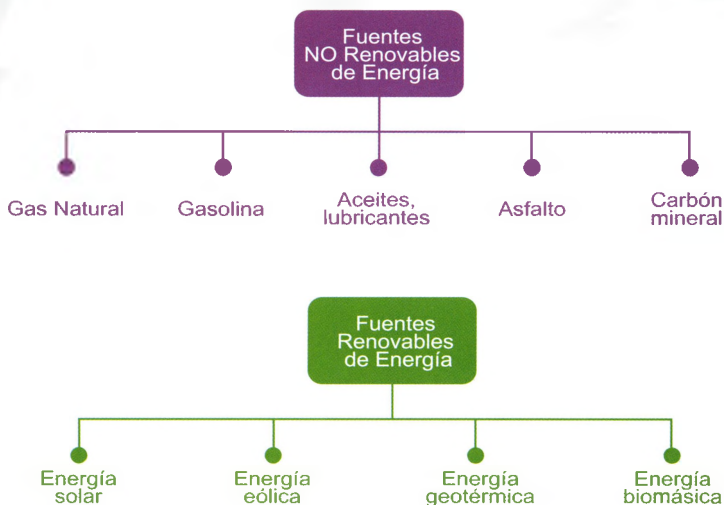 Fuentes
NO Renovables
de Energía
Gas Natural
Gasolina
Aceites,
lubricantes
Asfalto
Carbón
mineral
Fuentes
Renovables
de Energía
Energía
solar
Energía
eólica
Energía
geotérmica
Energía
biomásica